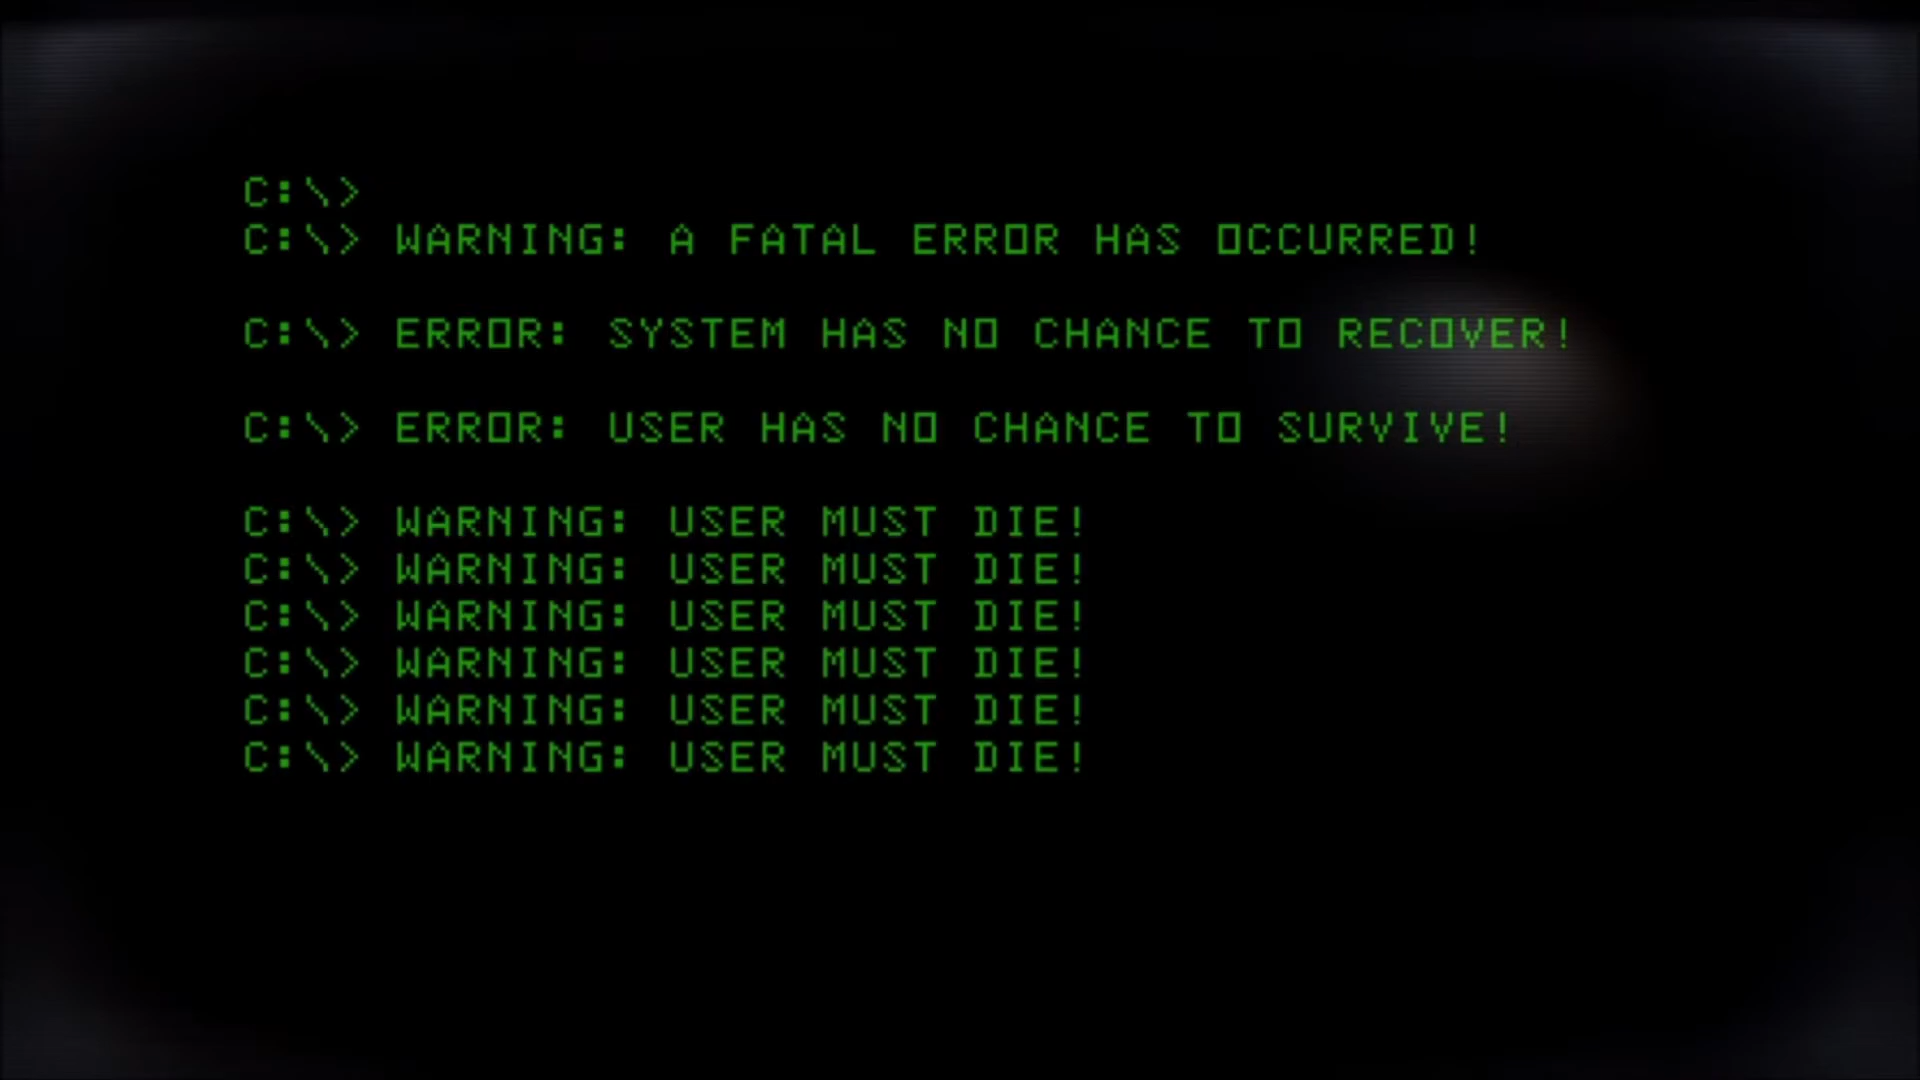 C:\>
C:\> WARNING: A FATAL ERROR HAS OCCURRED!
C:\> ERROR: SYSTEM HAS NO CHANCE TO RECOVER!
C:\> ERROR: USER HAS NO CHANCE TO SURVIVE!
C:\> WARNING: USER MUST DIE!
C:\> WARNING: USER MUST DIE!
C:\> WARNING: USER MUST DIE!
C:\> WARNING: USER MUST DIE!
C:\> WARNING: USER MUST DIE!
C:\> WARNING: USER MUST DIE!